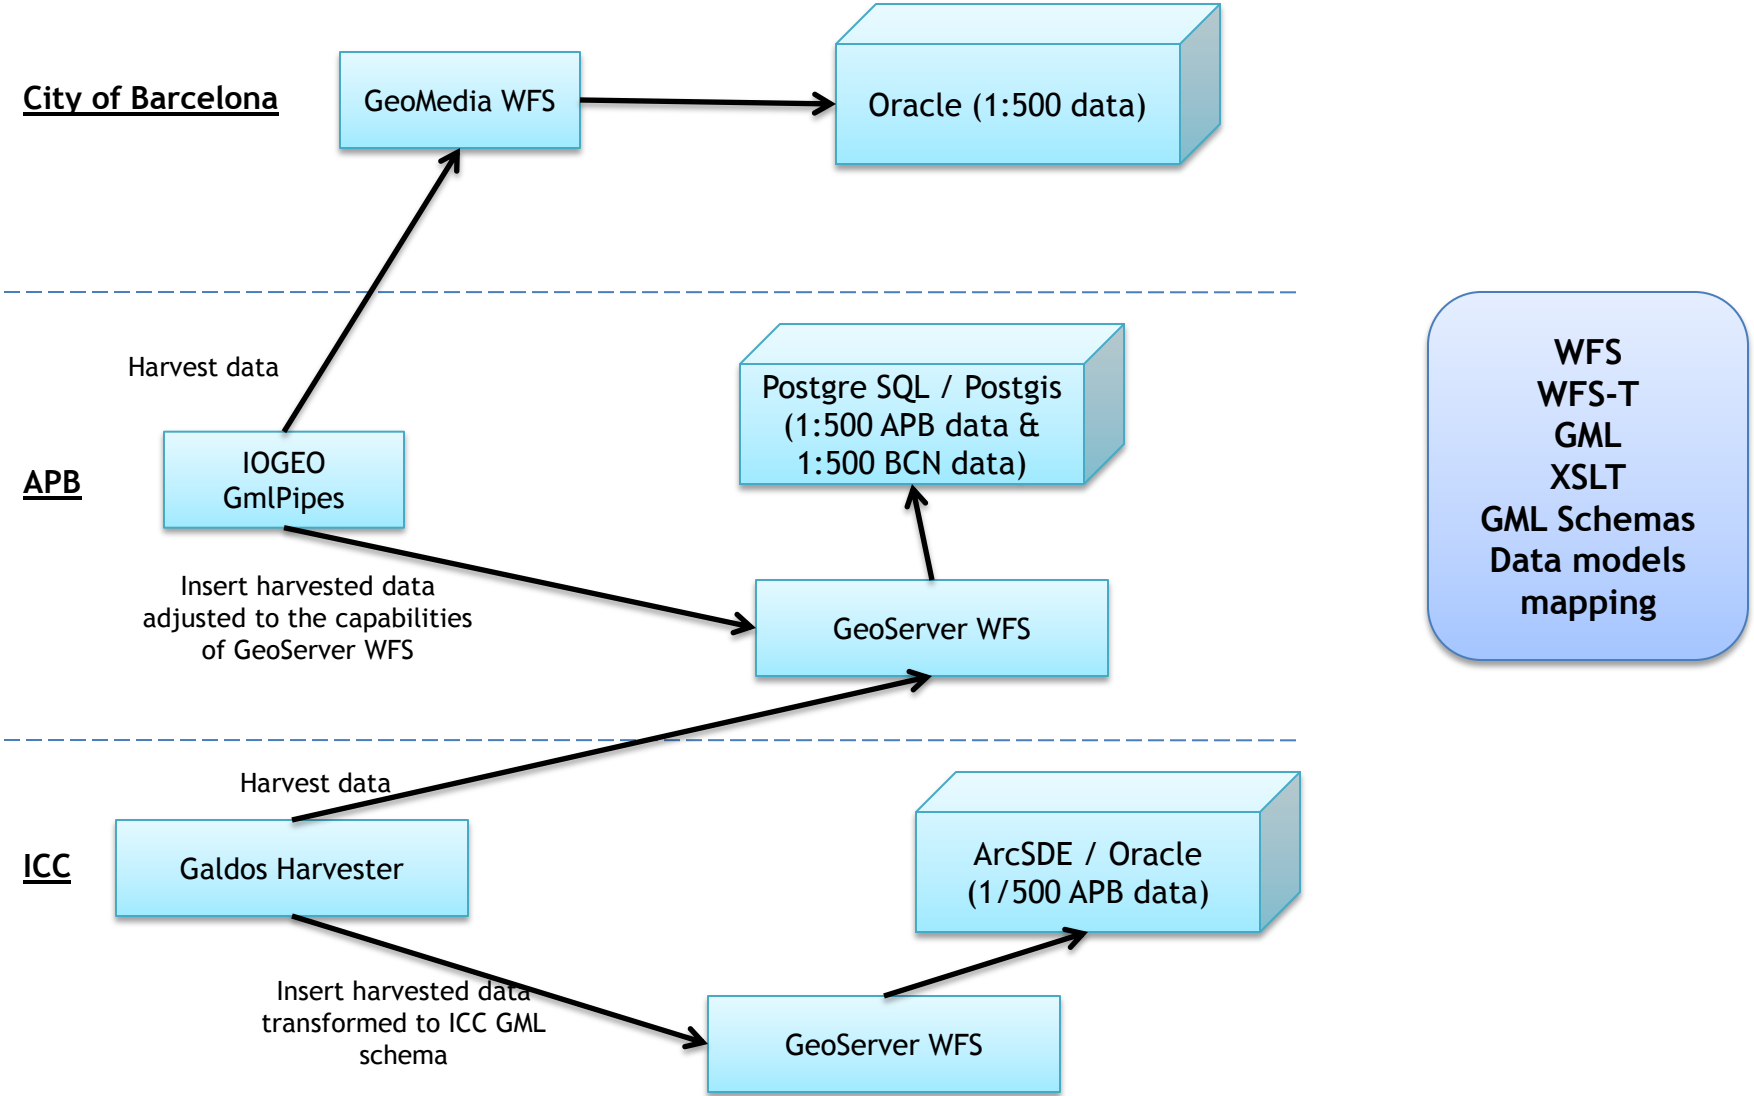 City of Barcelona
GeoMedia WFS
Oracle (1:500 data)
Harvest data
APB
IOGEO
GmlPipes
Postgre SQL / Postgis
(1:500 APB data &
1:500 BCN data)
Insert harvested data
adjusted to the capabilities
of GeoServer WFS
GeoServer WFS
WFS
WFS-T
GML
XSLT
GML Schemas
Data models
mapping
Harvest data
ICC
Galdos Harvester
ArcSDE / Oracle
(1/500 APB data)
Insert harvested data
transformed to ICC GML
schema
GeoServer WFS